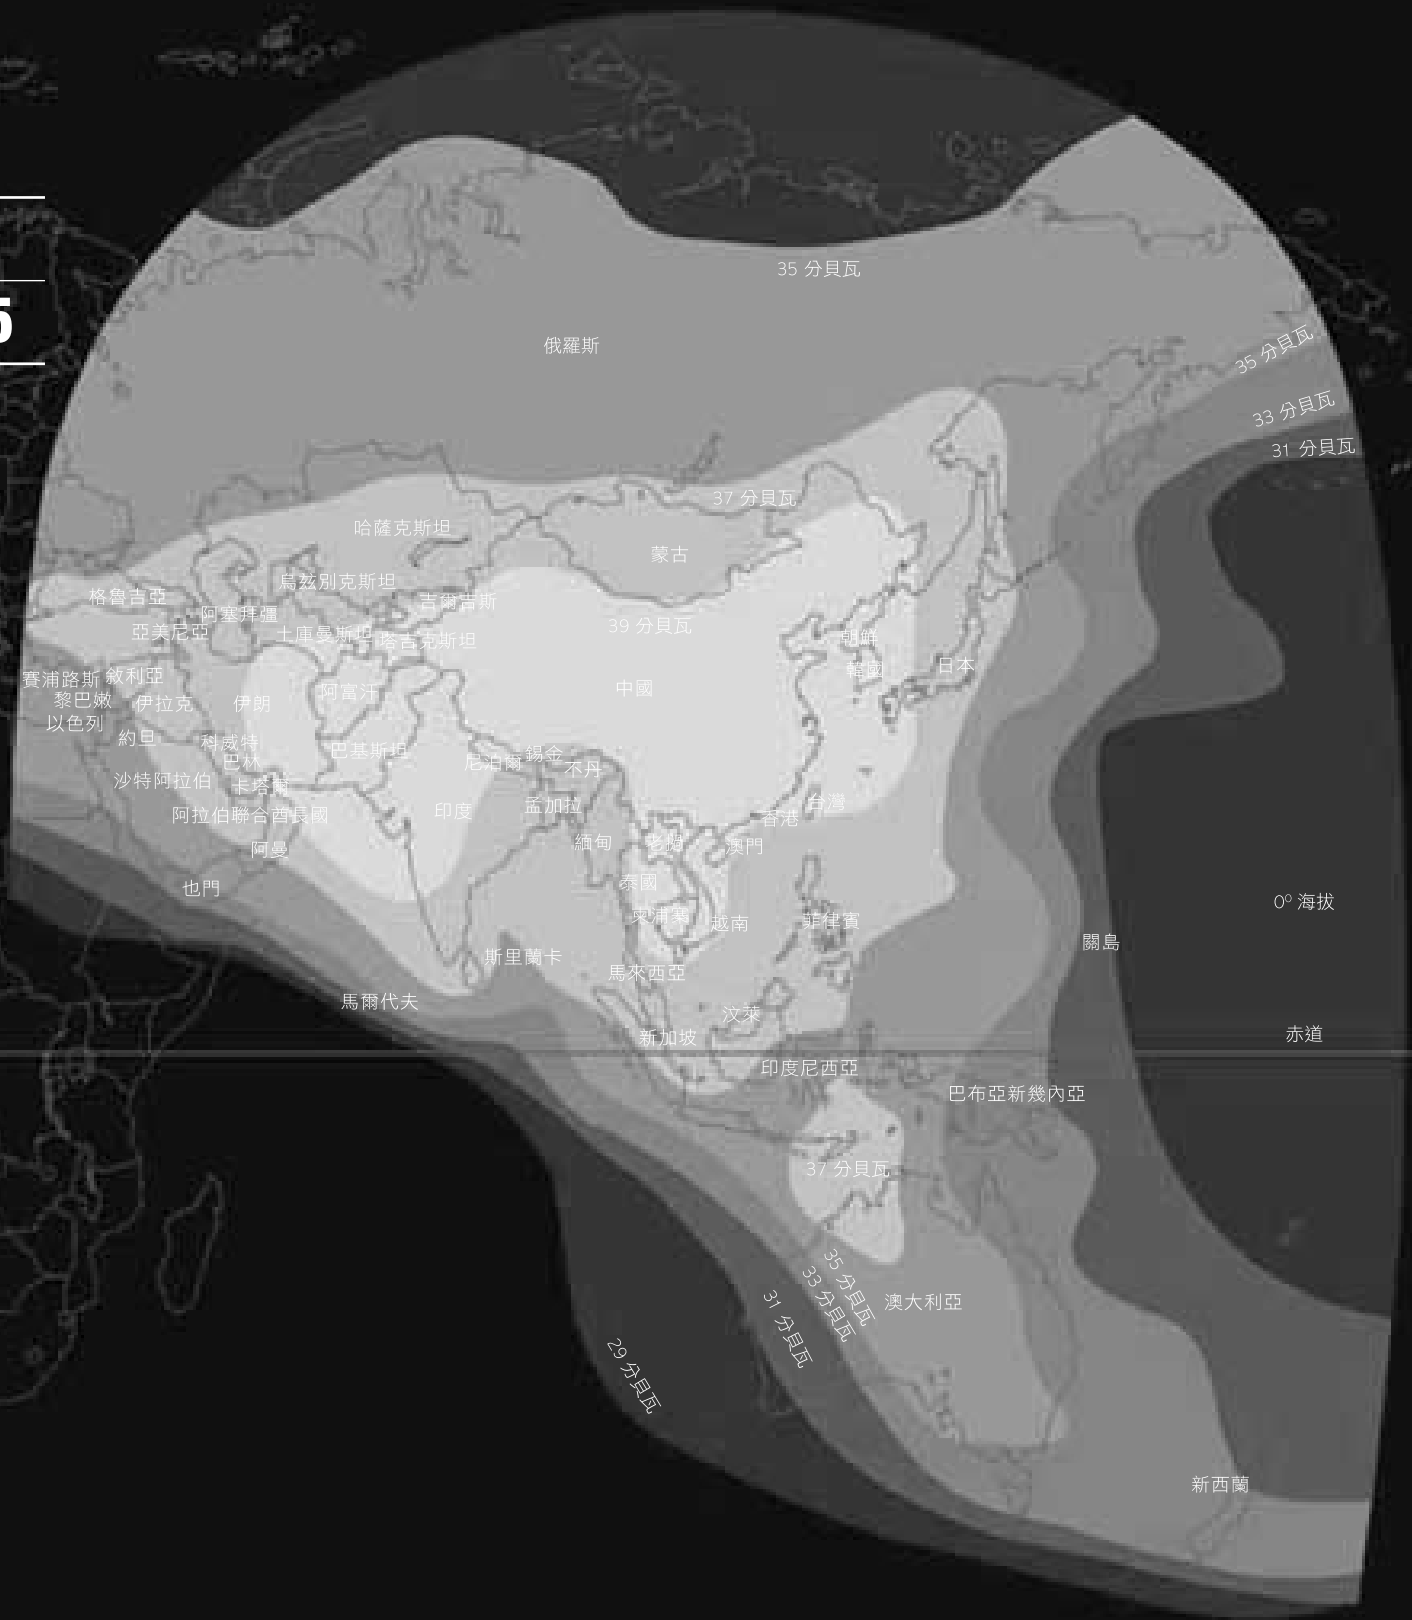 5
35 分貝瓦
俄羅斯
35 分貝瓦
33 分貝瓦
31 分貝瓦
37 分貝瓦
哈薩克斯坦
蒙古
烏茲別克斯坦
格魯吉亞
吉爾吉斯
阿塞拜彊
39 分貝瓦
亞美尼亞
土庫曼斯坦
塔吉克斯坦
朝鮮
韓國
日本
賽浦路斯
敘利亞
中國
阿富汗
黎巴嫩
伊拉克
伊朗
以色列
約旦
科威特
巴基斯坦
尼泊爾
錫金
不丹
巴林
沙特阿拉伯
卡塔爾
孟加拉
台灣
印度
阿拉伯聯合酋長國
香港
緬甸
老撾
澳門
阿曼
泰國
也門
0º 海拔
柬埔寨
越南
菲律賓
關島
斯里蘭卡
馬來西亞
馬爾代夫
汶萊
新加坡
赤道
印度尼西亞
巴布亞新幾內亞
37 分貝瓦
35 分貝瓦
33 分貝瓦
31 分貝瓦
澳大利亞
29 分貝瓦
新西蘭